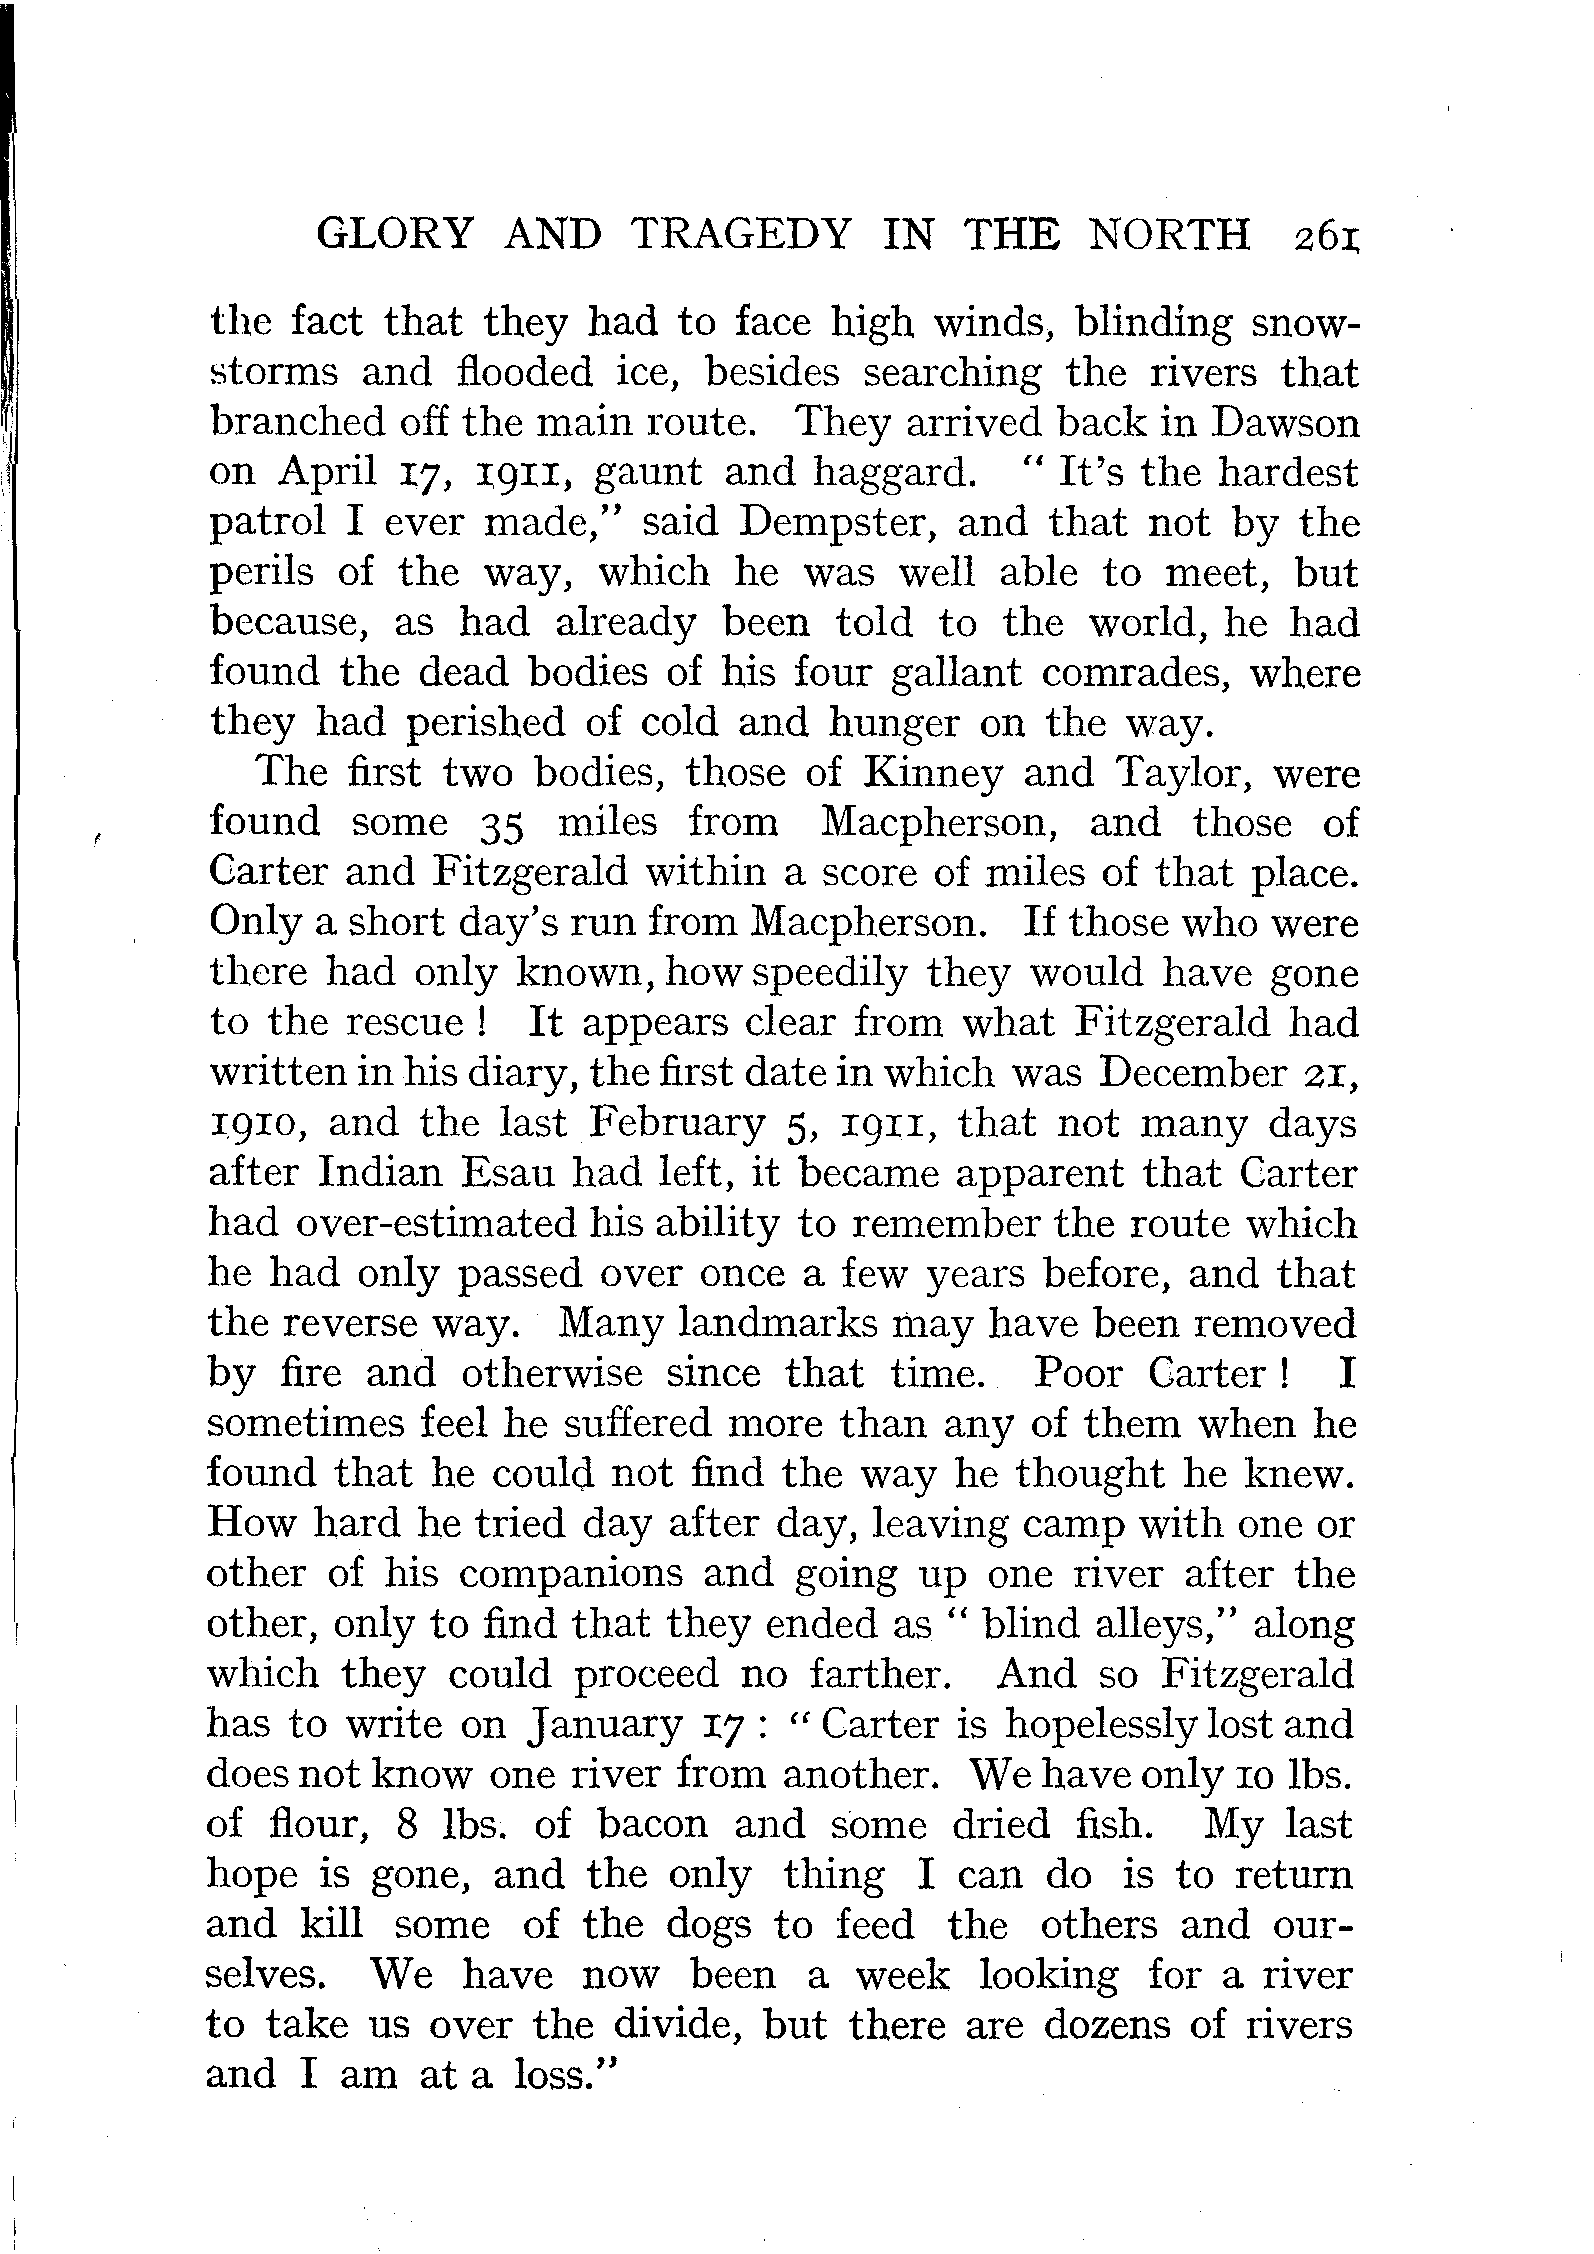 GLORY AND TRAGEDY IN THE NORTH 261
the fact that they had to face high winds, blinding snow-
storms and flooded ice, besides searching the rivers that
branched off the main route. They arrived back in Dawson
on April 17, 1911, gaunt and haggard. " It's the hardest
patrol I ever made," said Dempster, and that not by the
perils of the way, which he was well able to meet, but
because, as had already been told to the world, he had
found the dead bodies of his four gallant comrades, where
they had perished of cold and hunger on the way.
The first two bodies, those of Kinney and Taylor, were
found some 35 miles from Macpherson, and those of
Carter and Fitzgerald within a score of miles of that place.
Only a short day's run from Macpherson. If those who were
there had only known, how speedily they would have gone
to the rescue ! It appears clear from what Fitzgerald had
written in his diary, the first date in which was December 21,
1910, and the last February 5, 1911, that not many days
after Indian Esau had left, it became apparent that Carter
had over-estimated his ability to remember the route which
he had only passed over once a few years before, and that
the reverse way. Many landmarks may have been removed
by fire and otherwise since that time. Poor Carter ! I
sometimes feel he suffered more than any of them when he
found that he could not find the way he thought he knew.
How hard he tried day after day, leaving camp with one or
other of his companions and going up one river after the
other, only to find that they ended as " blind alleys," along
which they could proceed no farther. And so Fitzgerald
has to write on January 17 : " Carter is hopelessly lost and
does not know one river from another. We have only 10 lbs.
of flour, 8 lbs. of bacon and some dried fish. My last
hope is gone, and the only thing I can do is to return
and kill some of the dogs to feed the others and our-
selves. We have now been a week looking for a river
to take us over the divide, but there are dozens of rivers
and I am at a loss."